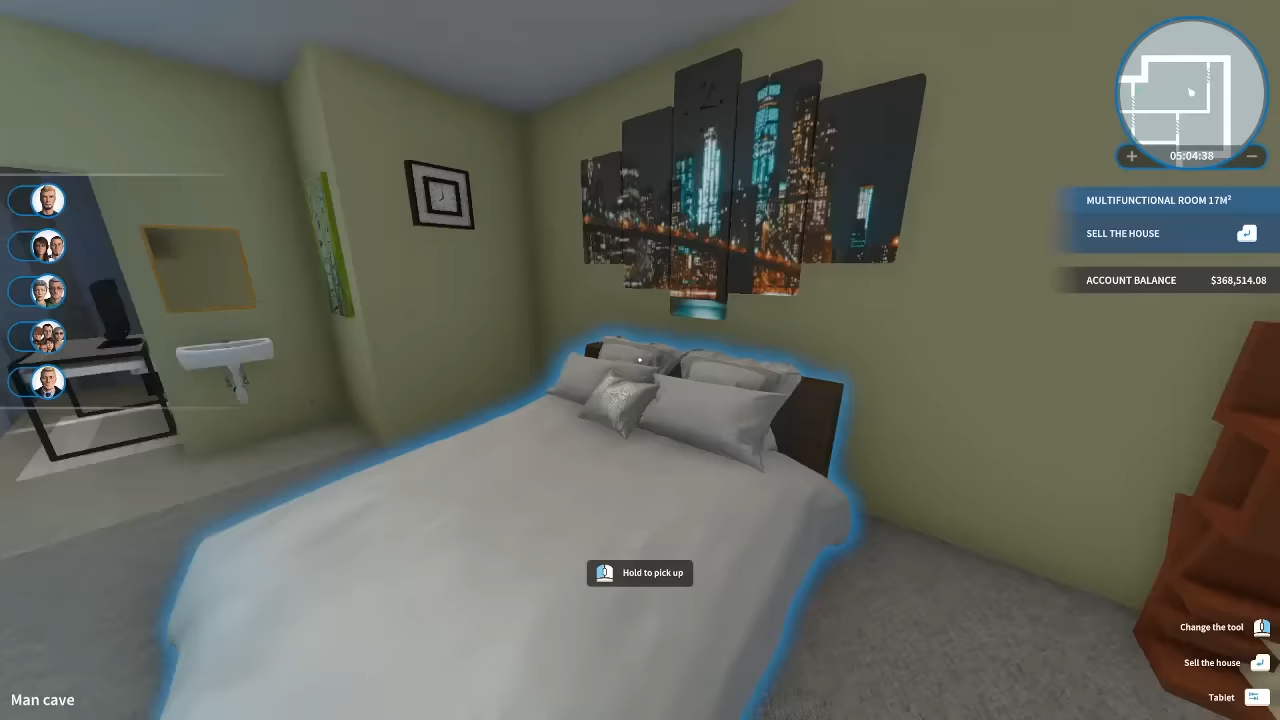 05:04:38
MULTIFUNCTIONAL ROOM 17M²
SELL THE HOUSE
ACCOUNT BALANCE $368,514.08
Hold to pick up
Change the tool
Sell the house
Tablet
Man cave